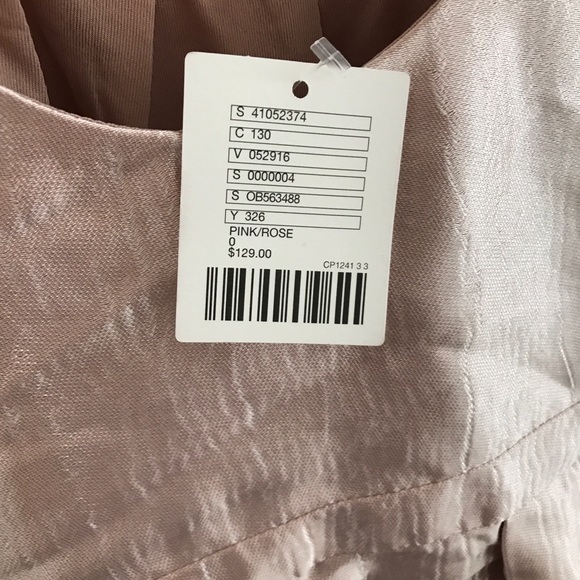 S 41052374
C 130
V 052916
S 0000004
S OB563488
Y 326
PINK/ROSE
0
$129.00
CP1241 3 3